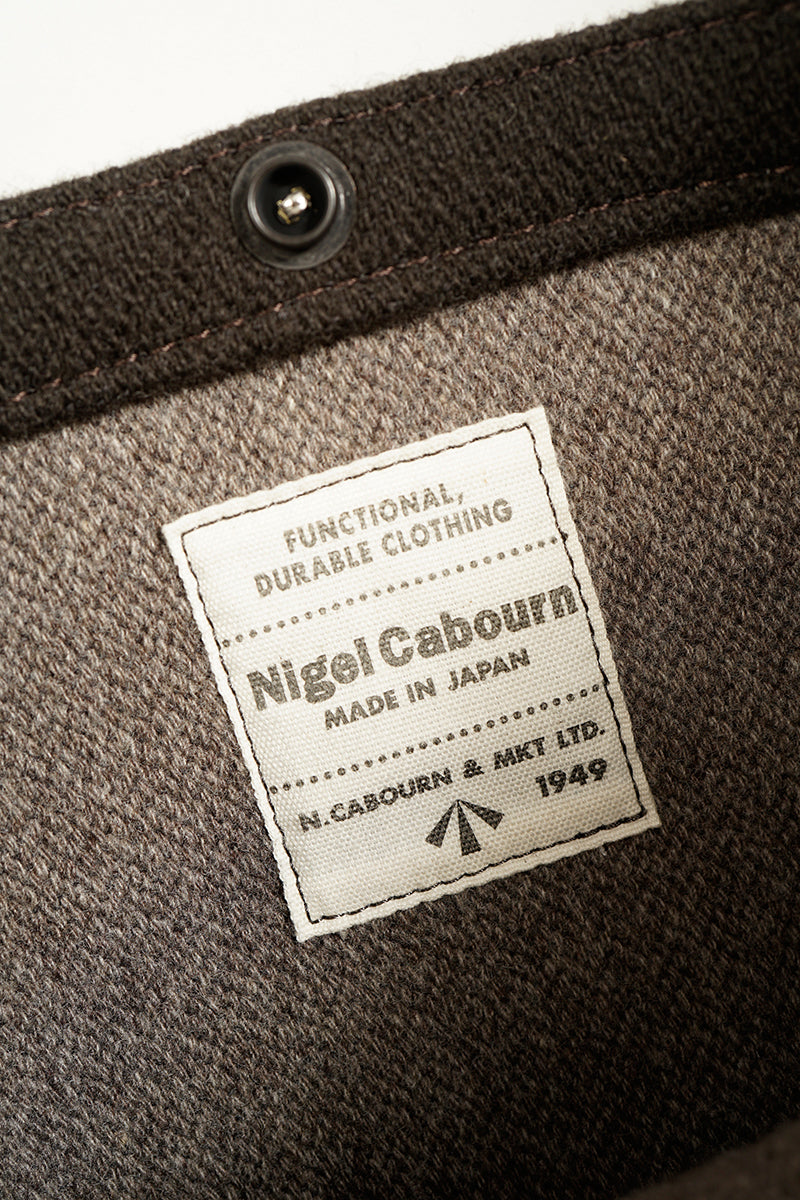 FUNCTIONAL,
DURABLE CLOTHING
Nigel Cabourn
MADE IN JAPAN
N.CABOURN & MKT LTD.
1949